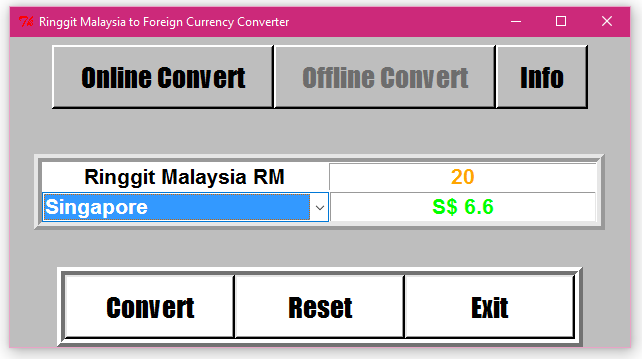 Ringgit Malaysia to Foreign Currency Converter
Online Convert Offline Convert Info
Ringgit Malaysia RM 20
Singapore S$ 6.6
Convert Reset Exit